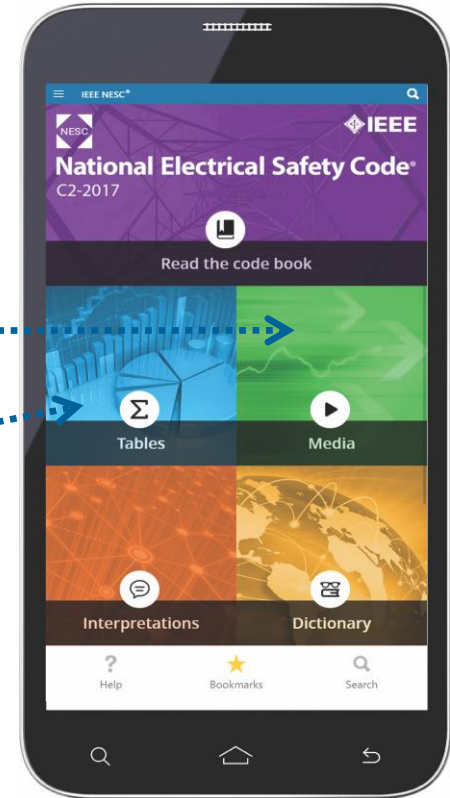 IEEE NESC®
NESC
IEEE
National Electrical Safety Code®
C2-2017
Read the code book
Σ
Tables
Media
Interpretations
Dictionary
?
Help
Bookmarks
Search